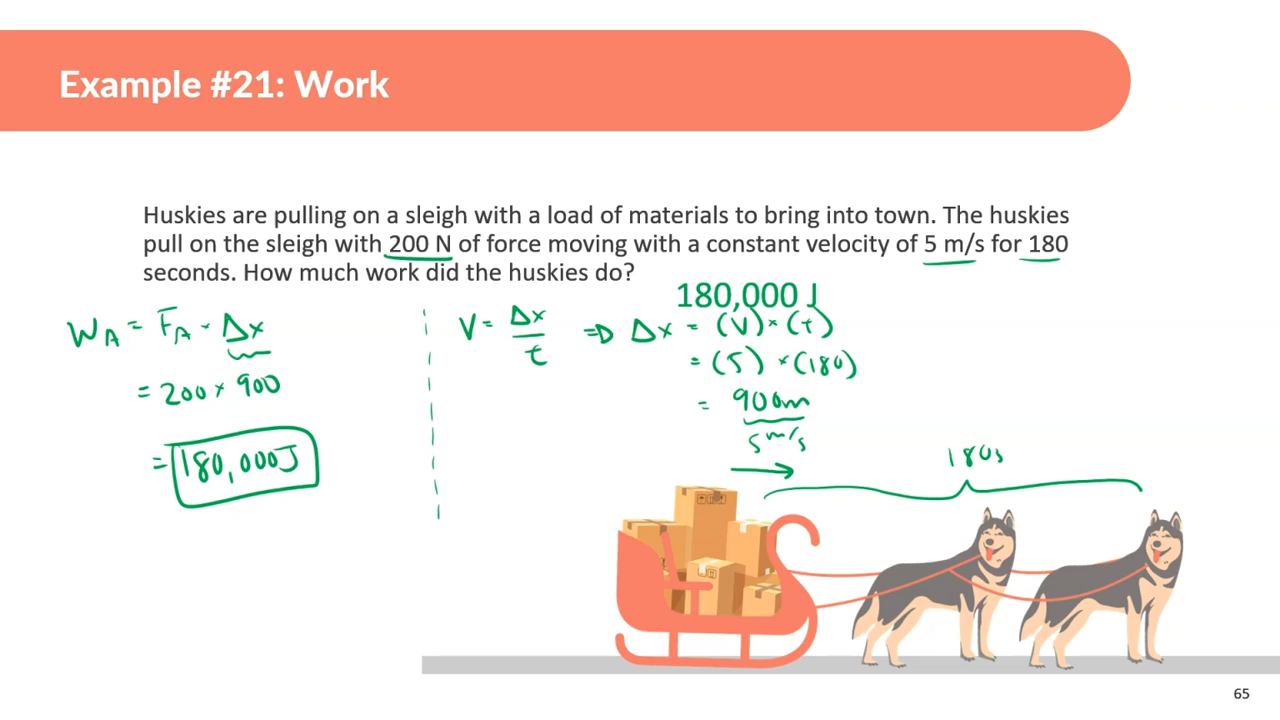 Example #21: Work
Huskies are pulling on a sleigh with a load of materials to bring into town. The huskies
pull on the sleigh with 200 N of force moving with a constant velocity of 5 m/s for 180
seconds. How much work did the huskies do?
180,000 J
W_A = F_A · Δx
= 200 × 900
= 180,000J
V = Δx/t ⇒ Δx = (V) × (t)
= (5) × (180)
= 900m
5 m/s
180s
65